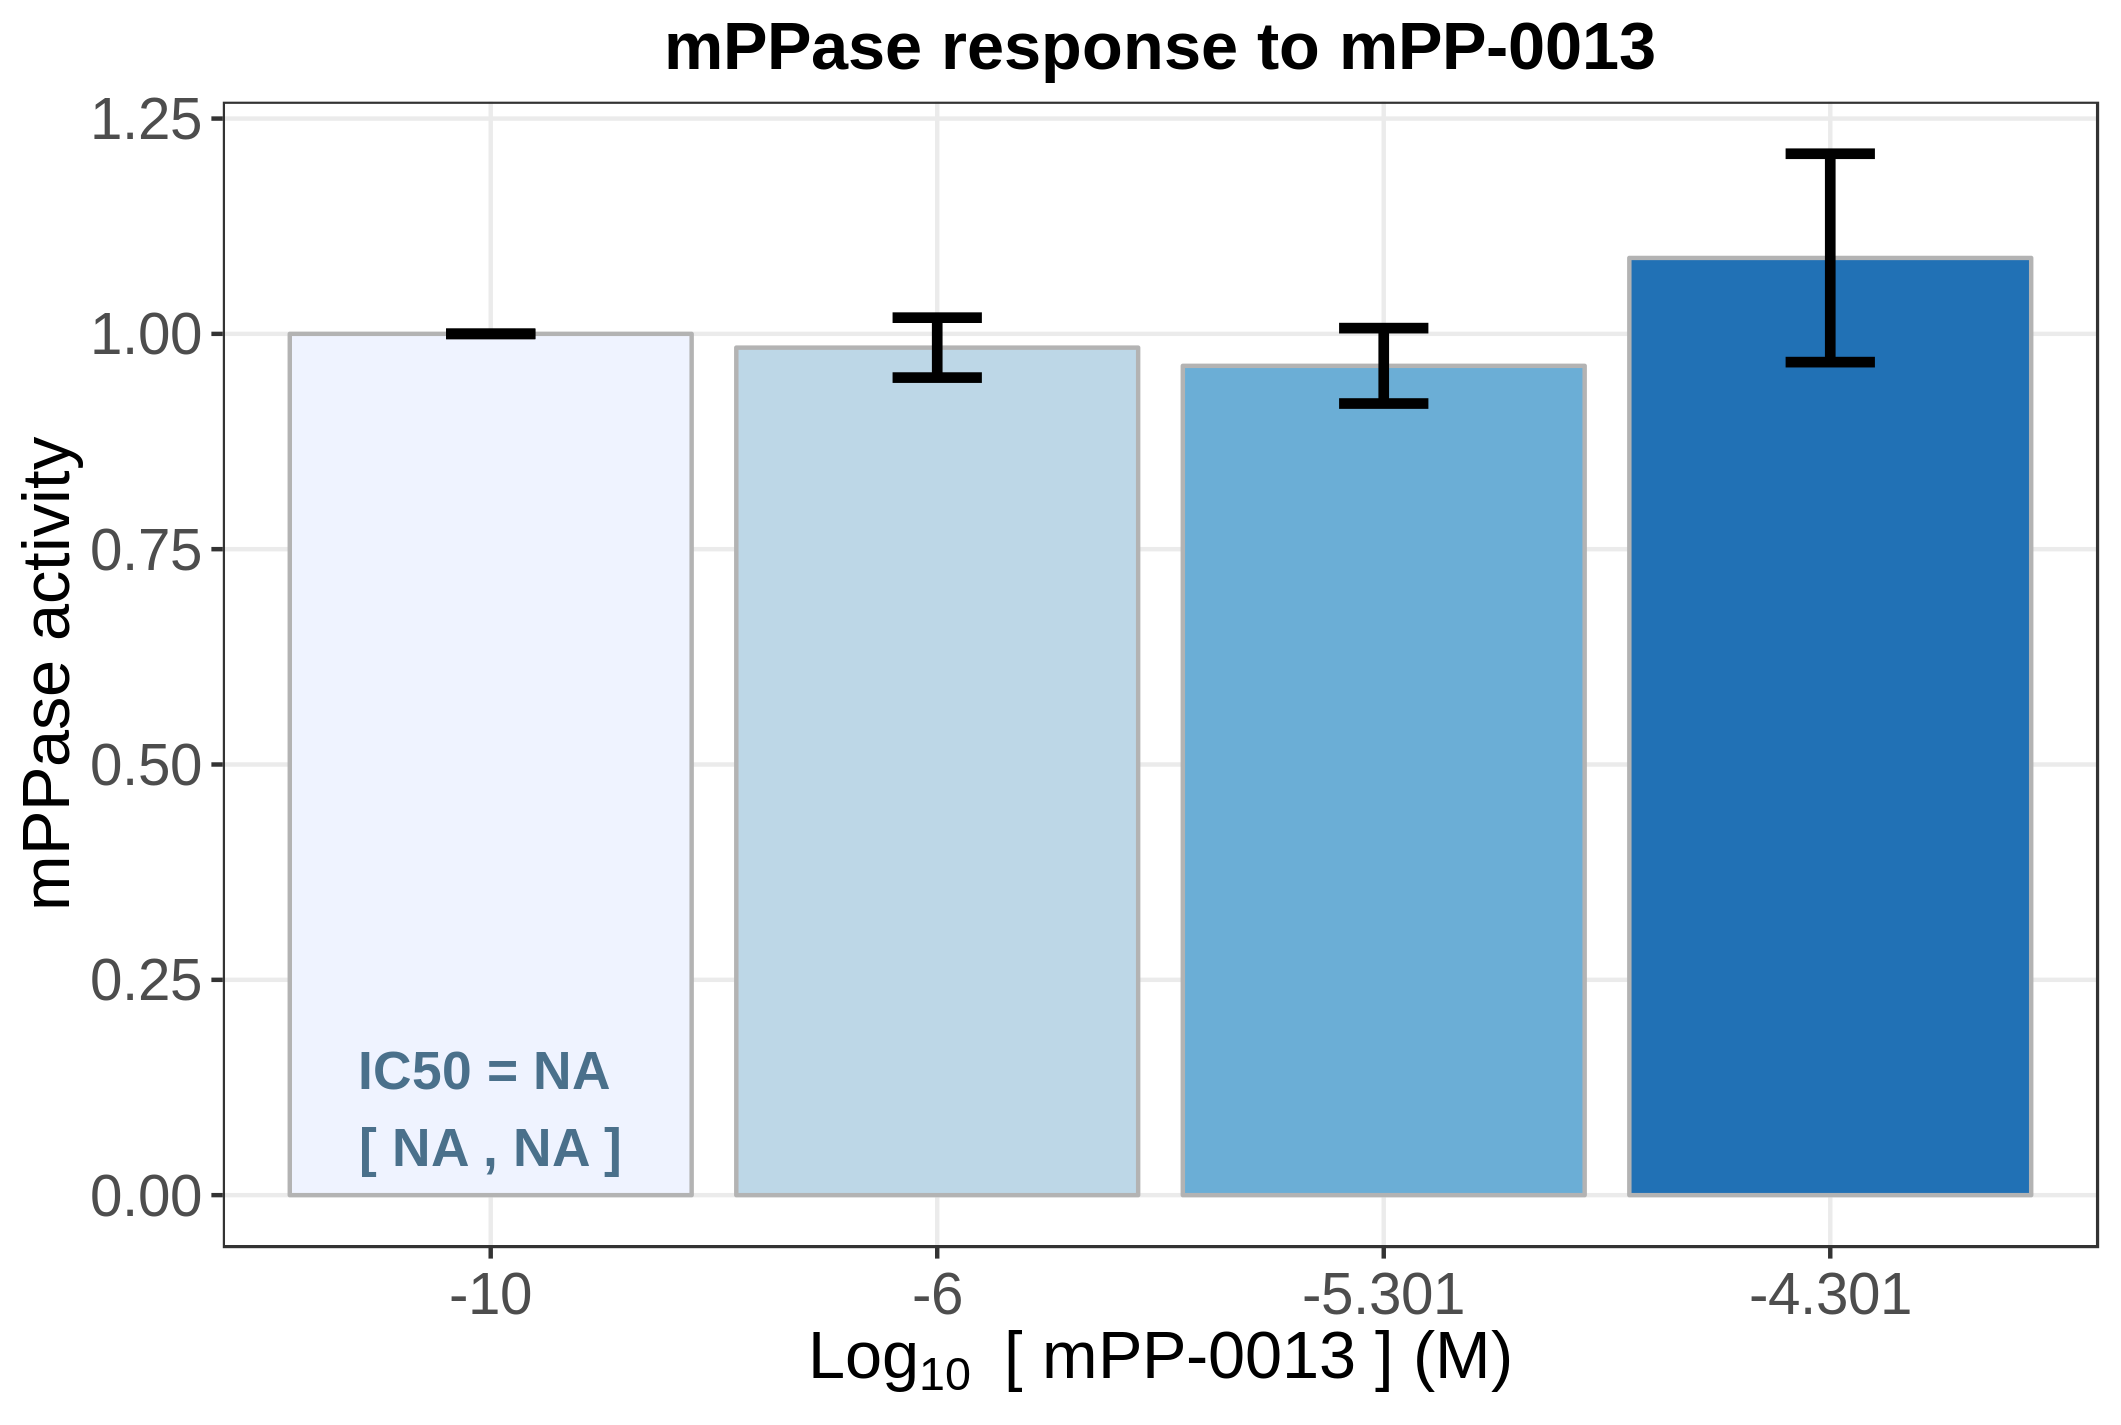 mPPase response to mPP-0013
1.25
1.00
0.75
0.50
0.25
0.00
mPPase activity
IC50 = NA
[ NA , NA ]
-10 -6 -5.301 -4.301
Log10 [ mPP-0013 ] (M)